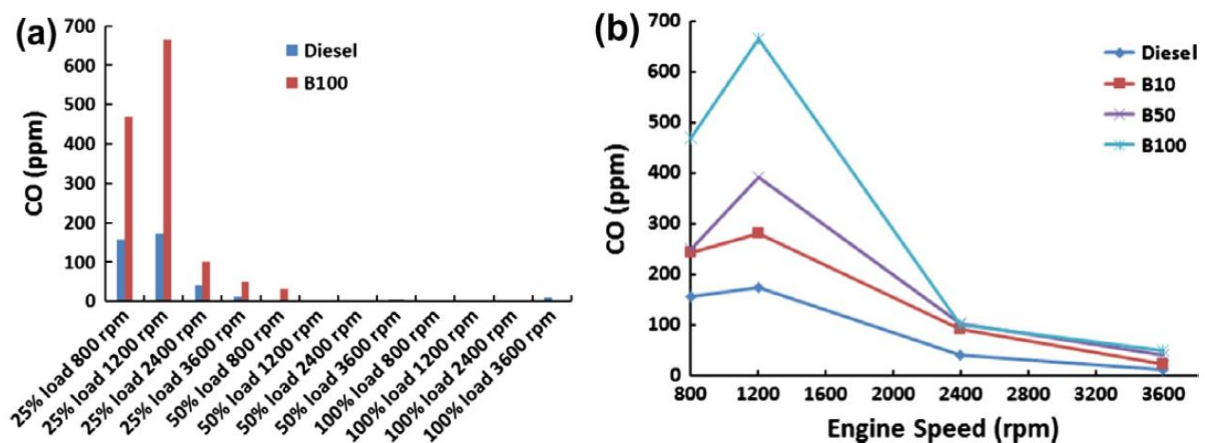 (a)
700
600
500
400
300
200
100
0
CO (ppm)
Diesel
B100
25% load 800 rpm
25% load 1200 rpm
25% load 2400 rpm
25% load 3600 rpm
50% load 800 rpm
50% load 1200 rpm
50% load 2400 rpm
50% load 3600 rpm
100% load 800 rpm
100% load 1200 rpm
100% load 2400 rpm
100% load 3600 rpm
(b)
700
600
500
400
300
200
100
0
CO (ppm)
Diesel
B10
B50
B100
800 1200 1600 2000 2400 2800 3200 3600
Engine Speed (rpm)